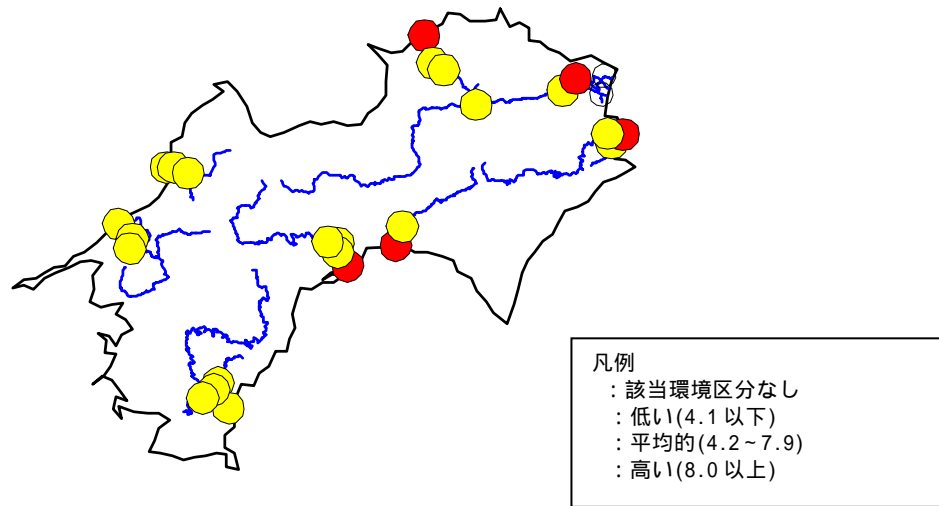 凡例
：該当環境区分なし
：低い(4.1以下)
：平均的(4.2~7.9)
：高い(8.0以上)